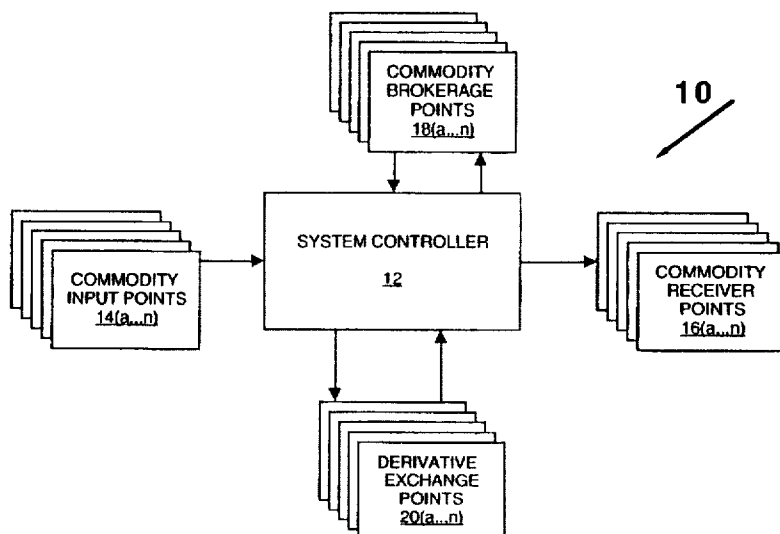 COMMODITY
BROKERAGE
POINTS
18(a...n)
10
SYSTEM CONTROLLER
12
COMMODITY
INPUT POINTS
14(a...n)
COMMODITY
RECEIVER
POINTS
16(a...n)
DERIVATIVE
EXCHANGE
POINTS
20(a...n)